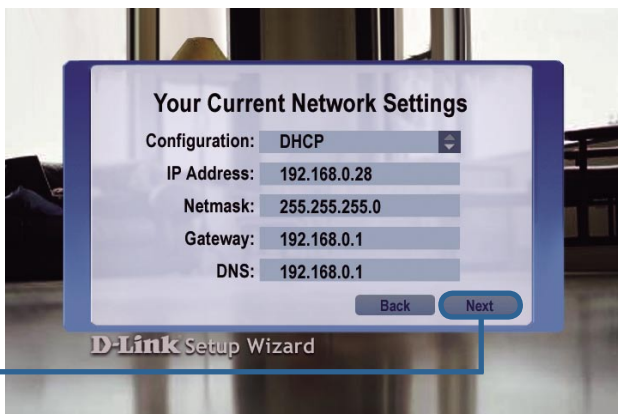 Your Current Network Settings
Configuration: DHCP
IP Address: 192.168.0.28
Netmask: 255.255.255.0
Gateway: 192.168.0.1
DNS: 192.168.0.1
Back Next
D-Link Setup Wizard